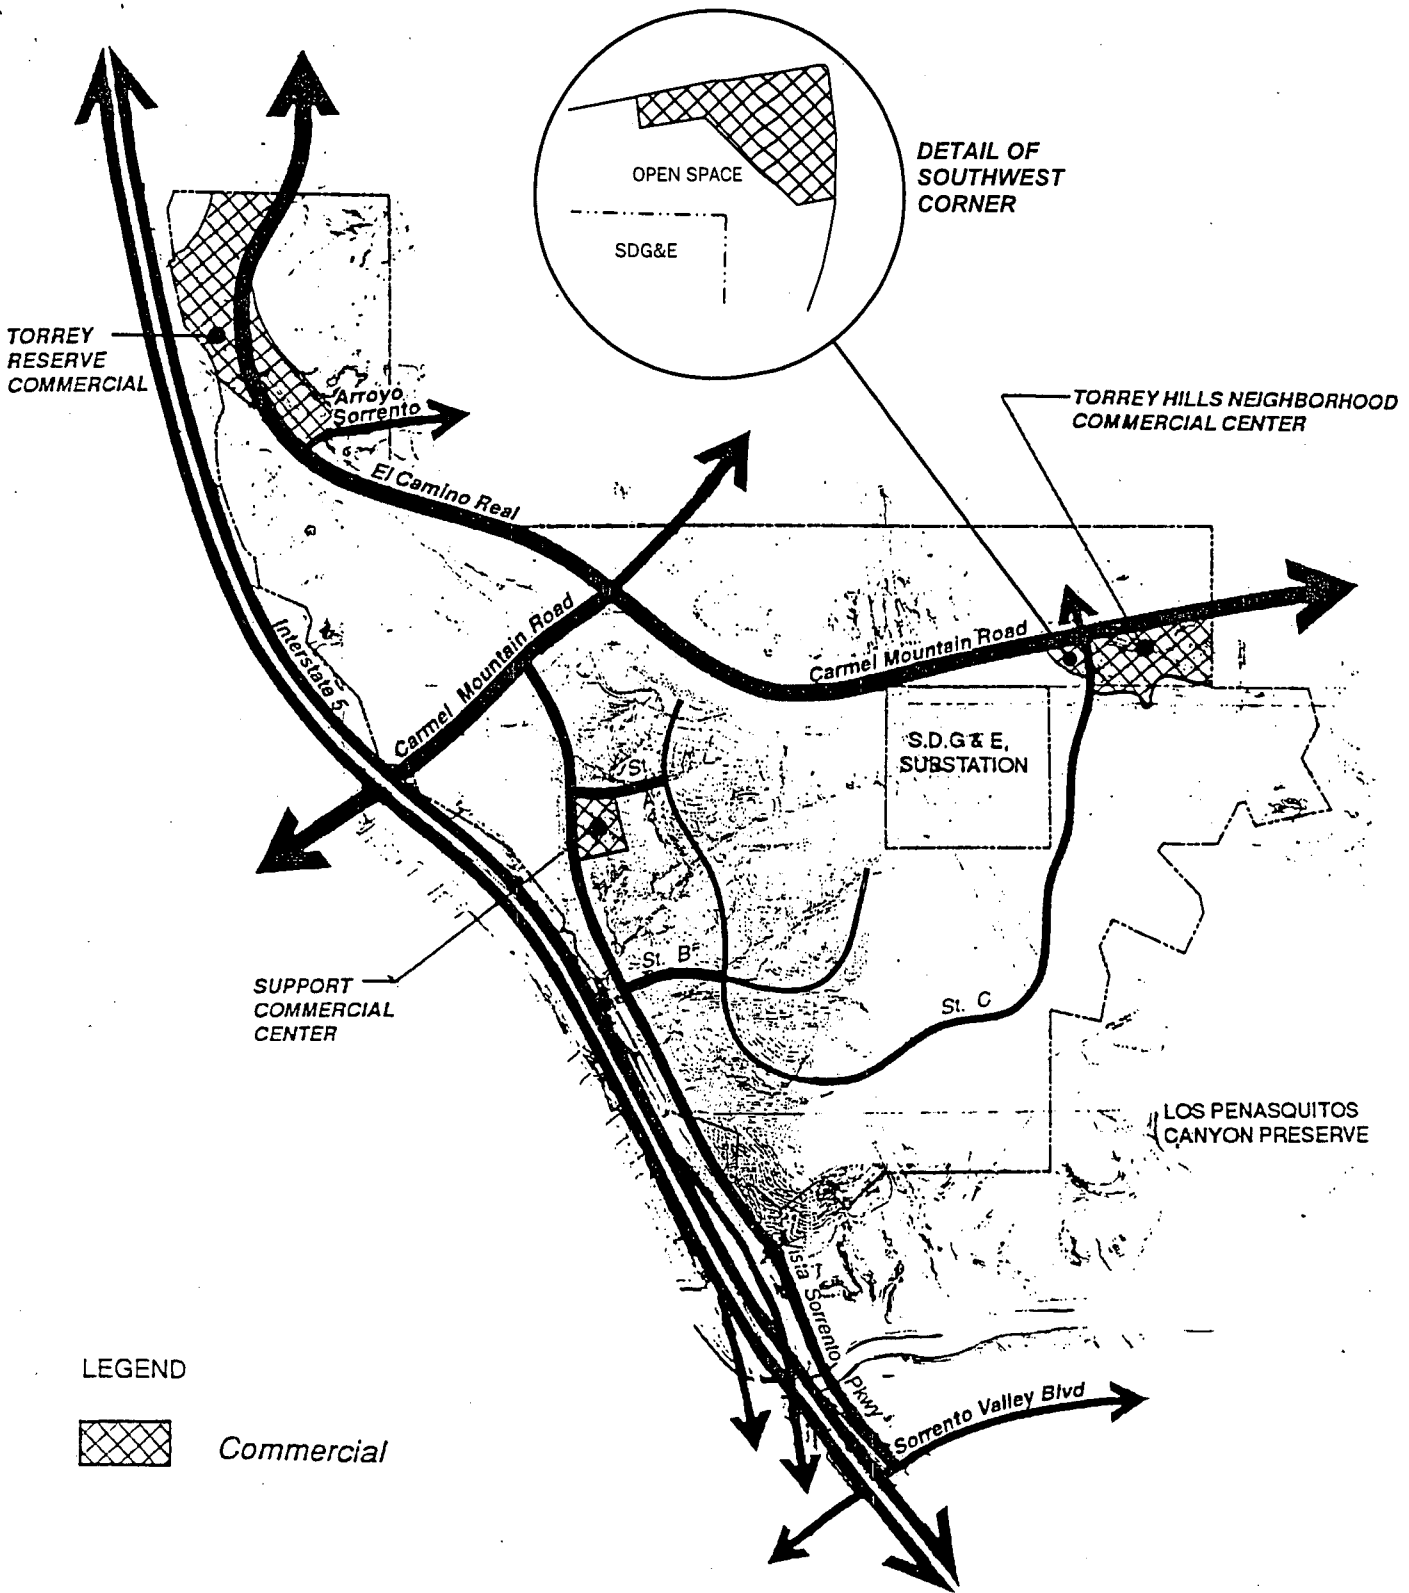 DETAIL OF
SOUTHWEST
CORNER
OPEN SPACE
SDG&E
TORREY
RESERVE
COMMERCIAL
Arroyo
Sorrento
TORREY HILLS NEIGHBORHOOD
COMMERCIAL CENTER
El Camino Real
Interstate 5
Carmel Mountain Road
Carmel Mountain Road
S.D.G & E,
SUBSTATION
St.
SUPPORT
COMMERCIAL
CENTER
St. B
St. C
LOS PENASQUITOS
CANYON PRESERVE
Vista Sorrento Pkwy
Sorrento Valley Blvd
LEGEND
Commercial